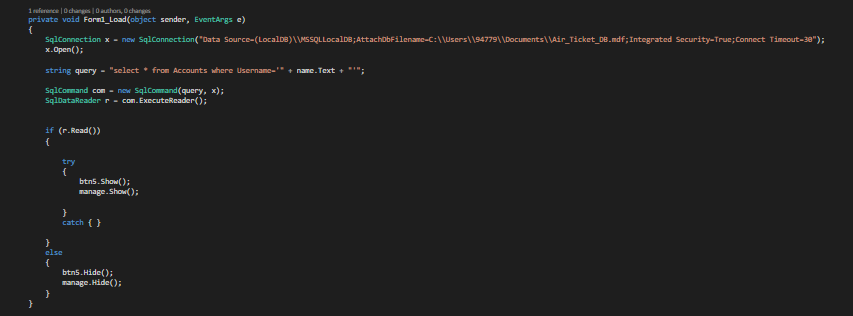 1 reference | 0 changes | 0 authors, 0 changes
private void Form1_Load(object sender, EventArgs e)
{
SqlConnection x = new SqlConnection("Data Source=(LocalDB)\\MSSQLLocalDB;AttachDbFilename=C:\\Users\\94779\\Documents\\Air_Ticket_DB.mdf;Integrated Security=True;Connect Timeout=30");
x.Open();
string query = "select * from Accounts where Username='" + name.Text + "'";
SqlCommand com = new SqlCommand(query, x);
SqlDataReader r = com.ExecuteReader();
if (r.Read())
{
try
{
btn5.Show();
manage.Show();
}
catch { }
}
else
{
btn5.Hide();
manage.Hide();
}
}